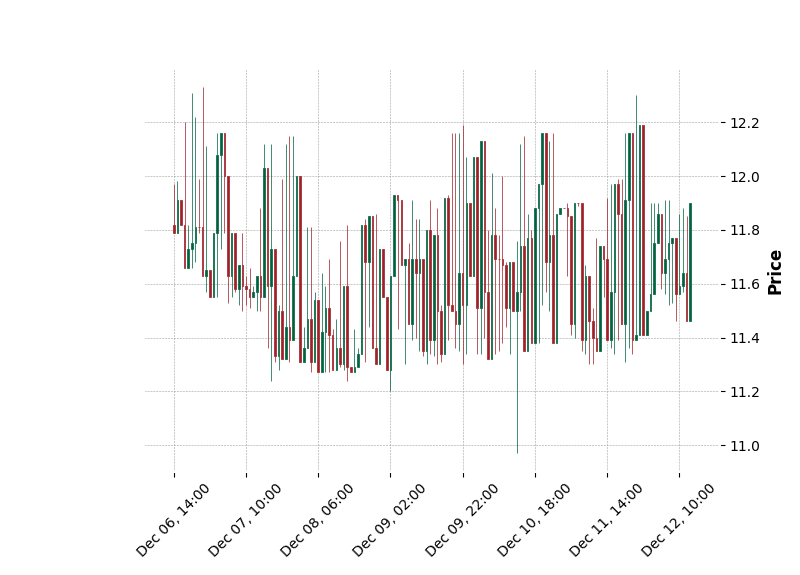 12.2
12.0
11.8
11.6
11.4
11.2
11.0
Price
Dec 06, 14:00
Dec 07, 10:00
Dec 08, 06:00
Dec 09, 02:00
Dec 09, 22:00
Dec 10, 18:00
Dec 11, 14:00
Dec 12, 10:00